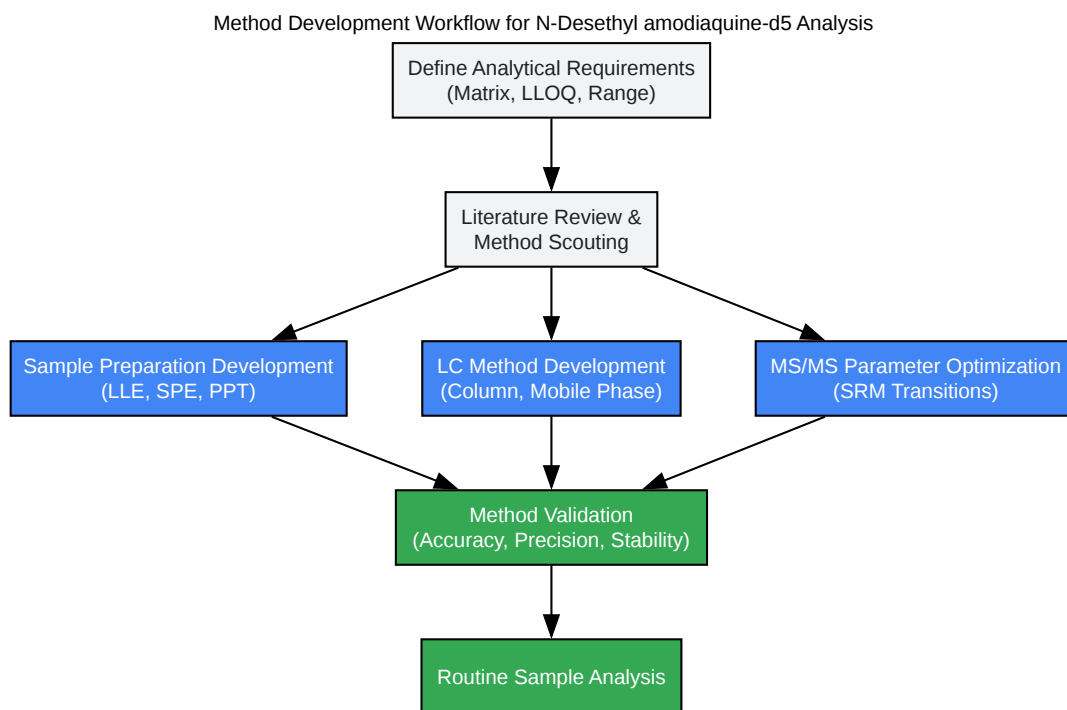 Method Development Workflow for N-Desethyl amodiaquine-d5 Analysis
Define Analytical Requirements
(Matrix, LLOQ, Range)
Literature Review &
Method Scouting
Sample Preparation Development
(LLE, SPE, PPT)
LC Method Development
(Column, Mobile Phase)
MS/MS Parameter Optimization
(SRM Transitions)
Method Validation
(Accuracy, Precision, Stability)
Routine Sample Analysis